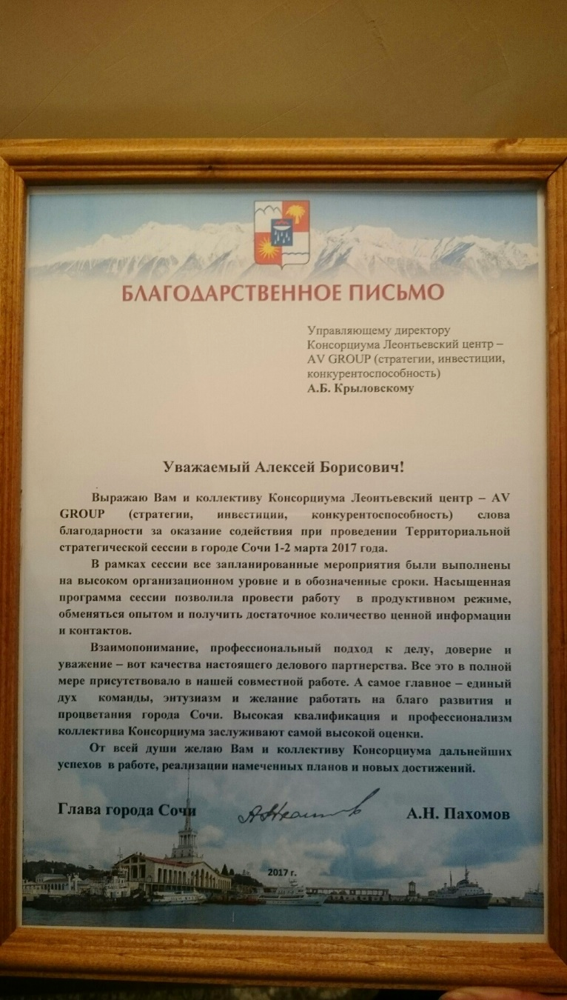 БЛАГОДАРСТВЕННОЕ ПИСЬМО
Управляющему директору
Консорциума Леонтьевский центр –
AV GROUP (стратегии, инвестиции,
конкурентоспособность)
А.Б. Крыловскому
Уважаемый Алексей Борисович!
Выражаю Вам и коллективу Консорциума Леонтьевский центр – AV
GROUP (стратегии, инвестиции, конкурентоспособность) слова
благодарности за оказание содействия при проведении Территориальной
стратегической сессии в городе Сочи 1-2 марта 2017 года.
В рамках сессии все запланированные мероприятия были выполнены
на высоком организационном уровне и в обозначенные сроки. Насыщенная
программа сессии позволила провести работу в продуктивном режиме,
обменяться опытом и получить достаточное количество ценной информации
и контактов.
Взаимопонимание, профессиональный подход к делу, доверие и
уважение – вот качества настоящего делового партнерства. Все это в полной
мере присутствовало в нашей совместной работе. А самое главное – единый
дух команды, энтузиазм и желание работать на благо развития и
процветания города Сочи. Высокая квалификация и профессионализм
коллектива Консорциума заслуживают самой высокой оценки.
От всей души желаю Вам и коллективу Консорциума дальнейших
успехов в работе, реализации намеченных планов и новых достижений.
Глава города Сочи А.Н. Пахомов
2017 г.